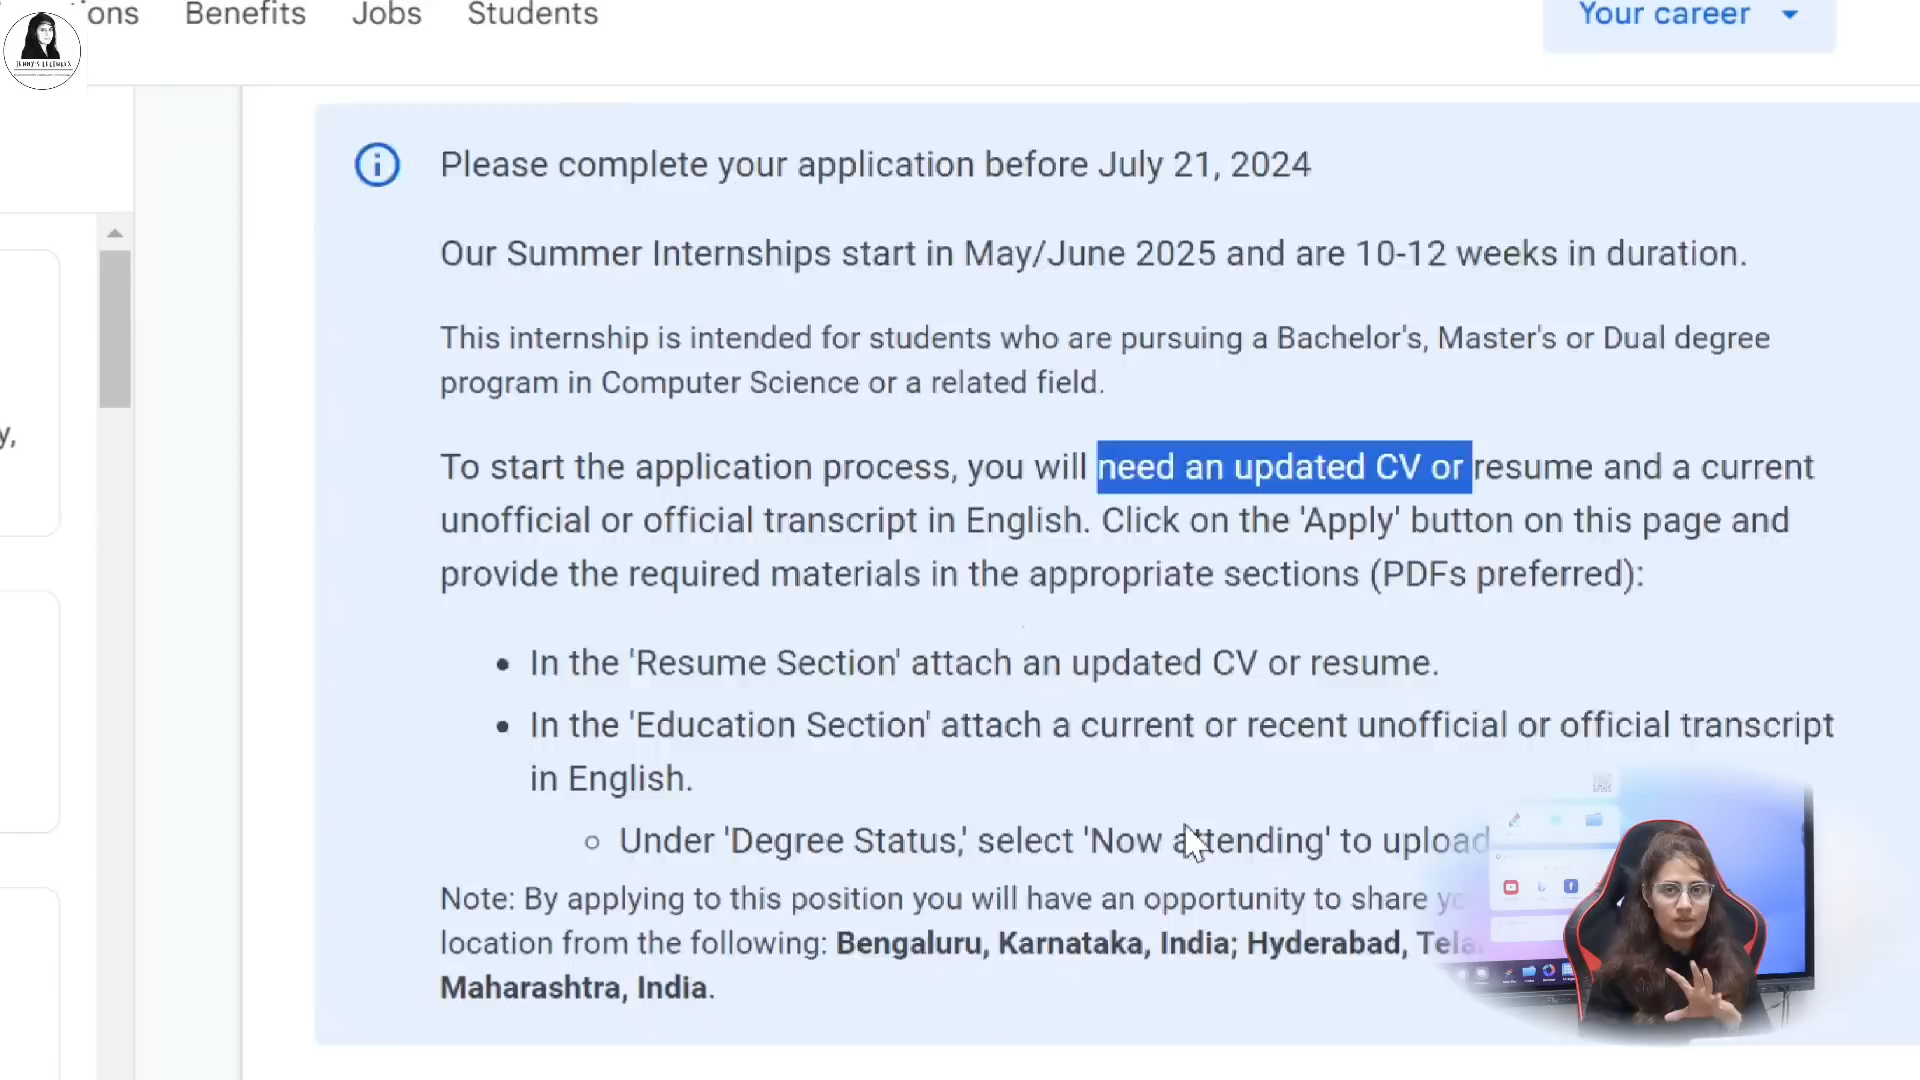 ons Benefits Jobs Students
Your career
JENNY'S LECTURES
Please complete your application before July 21, 2024
Our Summer Internships start in May/June 2025 and are 10-12 weeks in duration.
This internship is intended for students who are pursuing a Bachelor's, Master's or Dual degree
program in Computer Science or a related field.
y,
To start the application process, you will need an updated CV or resume and a current
unofficial or official transcript in English. Click on the 'Apply' button on this page and
provide the required materials in the appropriate sections (PDFs preferred):
• In the 'Resume Section' attach an updated CV or resume.
• In the 'Education Section' attach a current or recent unofficial or official transcript
in English.
○ Under 'Degree Status,' select 'Now attending' to upload
Note: By applying to this position you will have an opportunity to share
location from the following: Bengaluru, Karnataka, India; Hyderabad,
Maharashtra, India.